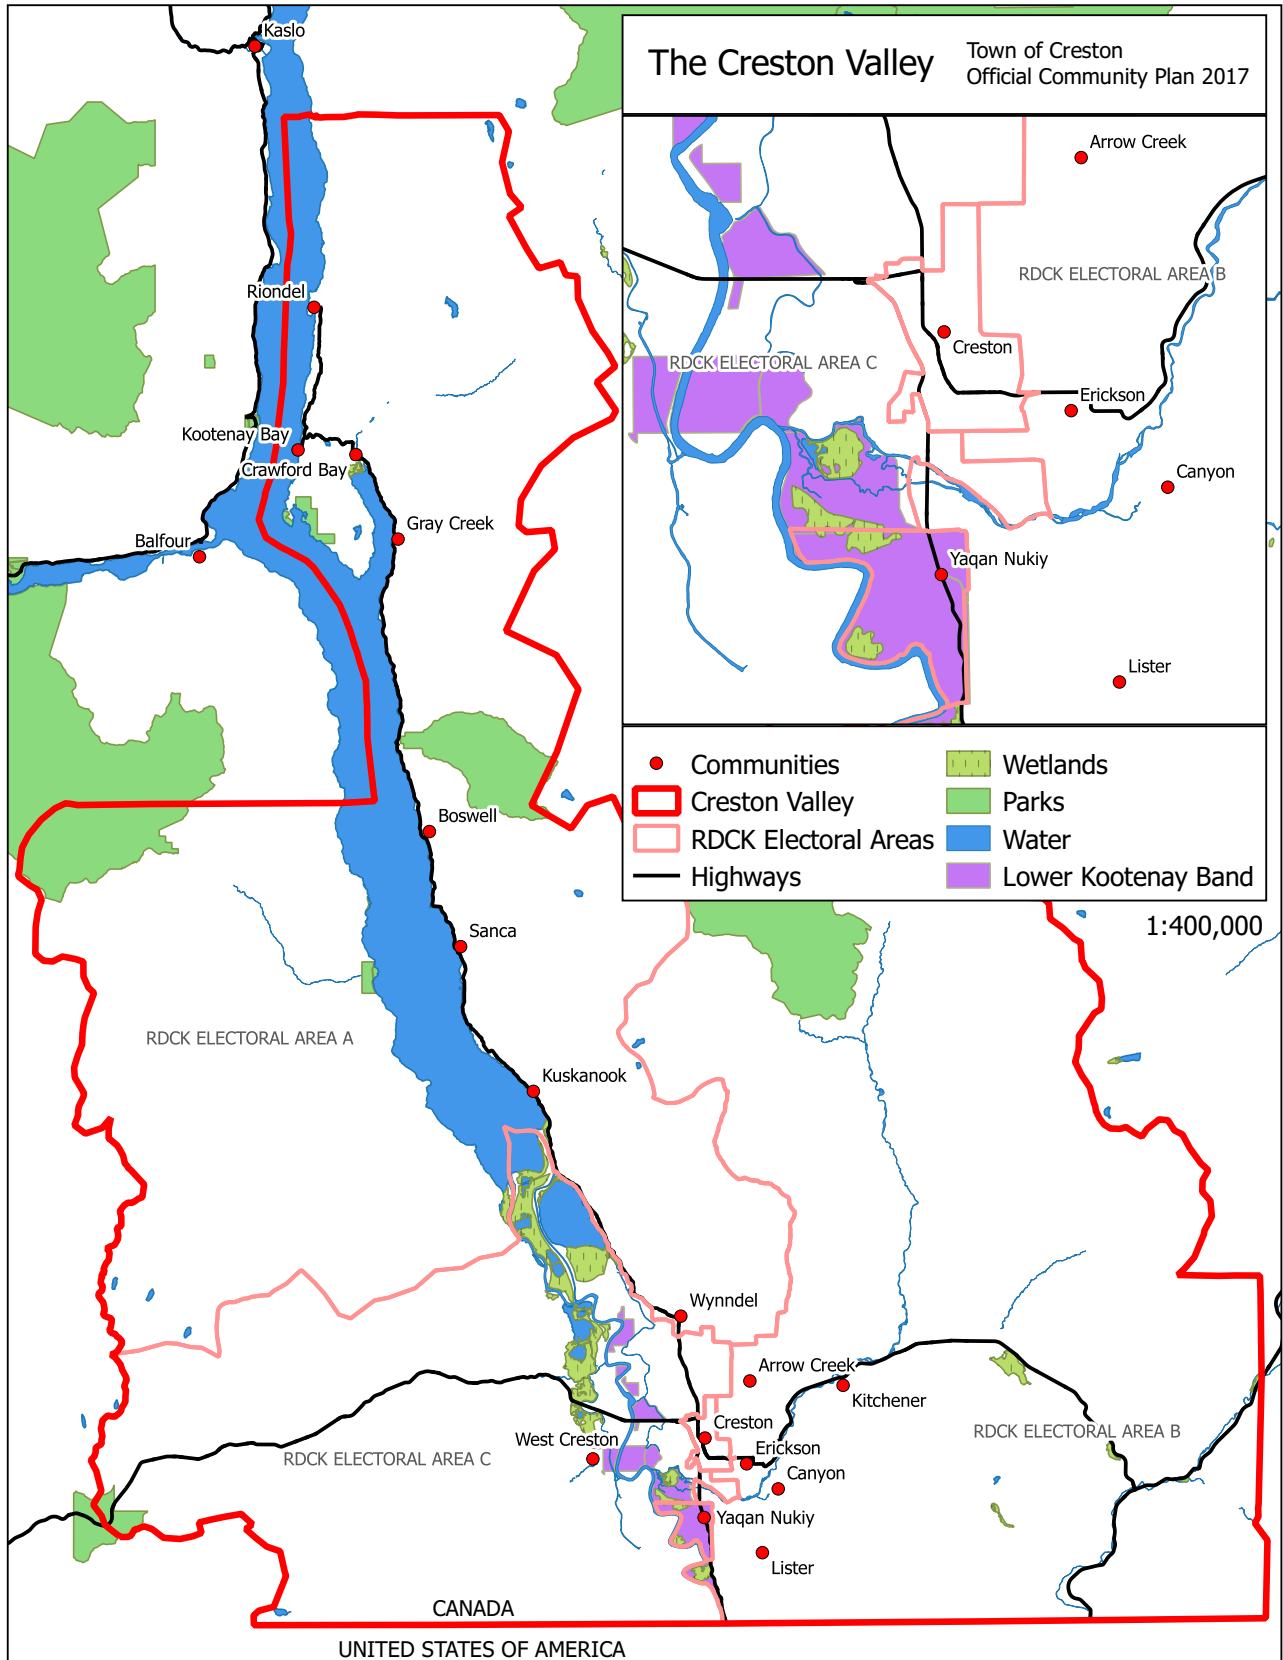 The Creston Valley
Town of Creston
Official Community Plan 2017
Kaslo
Riondel
Kootenay Bay
Crawford Bay
Balfour
Gray Creek
Boswell
Sanca
RDCK ELECTORAL AREA A
Kuskanook
Wynndel
Arrow Creek
Kitchener
Creston
West Creston
Erickson
RDCK ELECTORAL AREA B
RDCK ELECTORAL AREA C
Canyon
Yaqan Nukiy
Lister
CANADA
UNITED STATES OF AMERICA
Arrow Creek
RDCK ELECTORAL AREA B
Creston
RDCK ELECTORAL AREA C
Erickson
Canyon
Yaqan Nukiy
Lister
Communities
Creston Valley
RDCK Electoral Areas
Highways
Wetlands
Parks
Water
Lower Kootenay Band
1:400,000